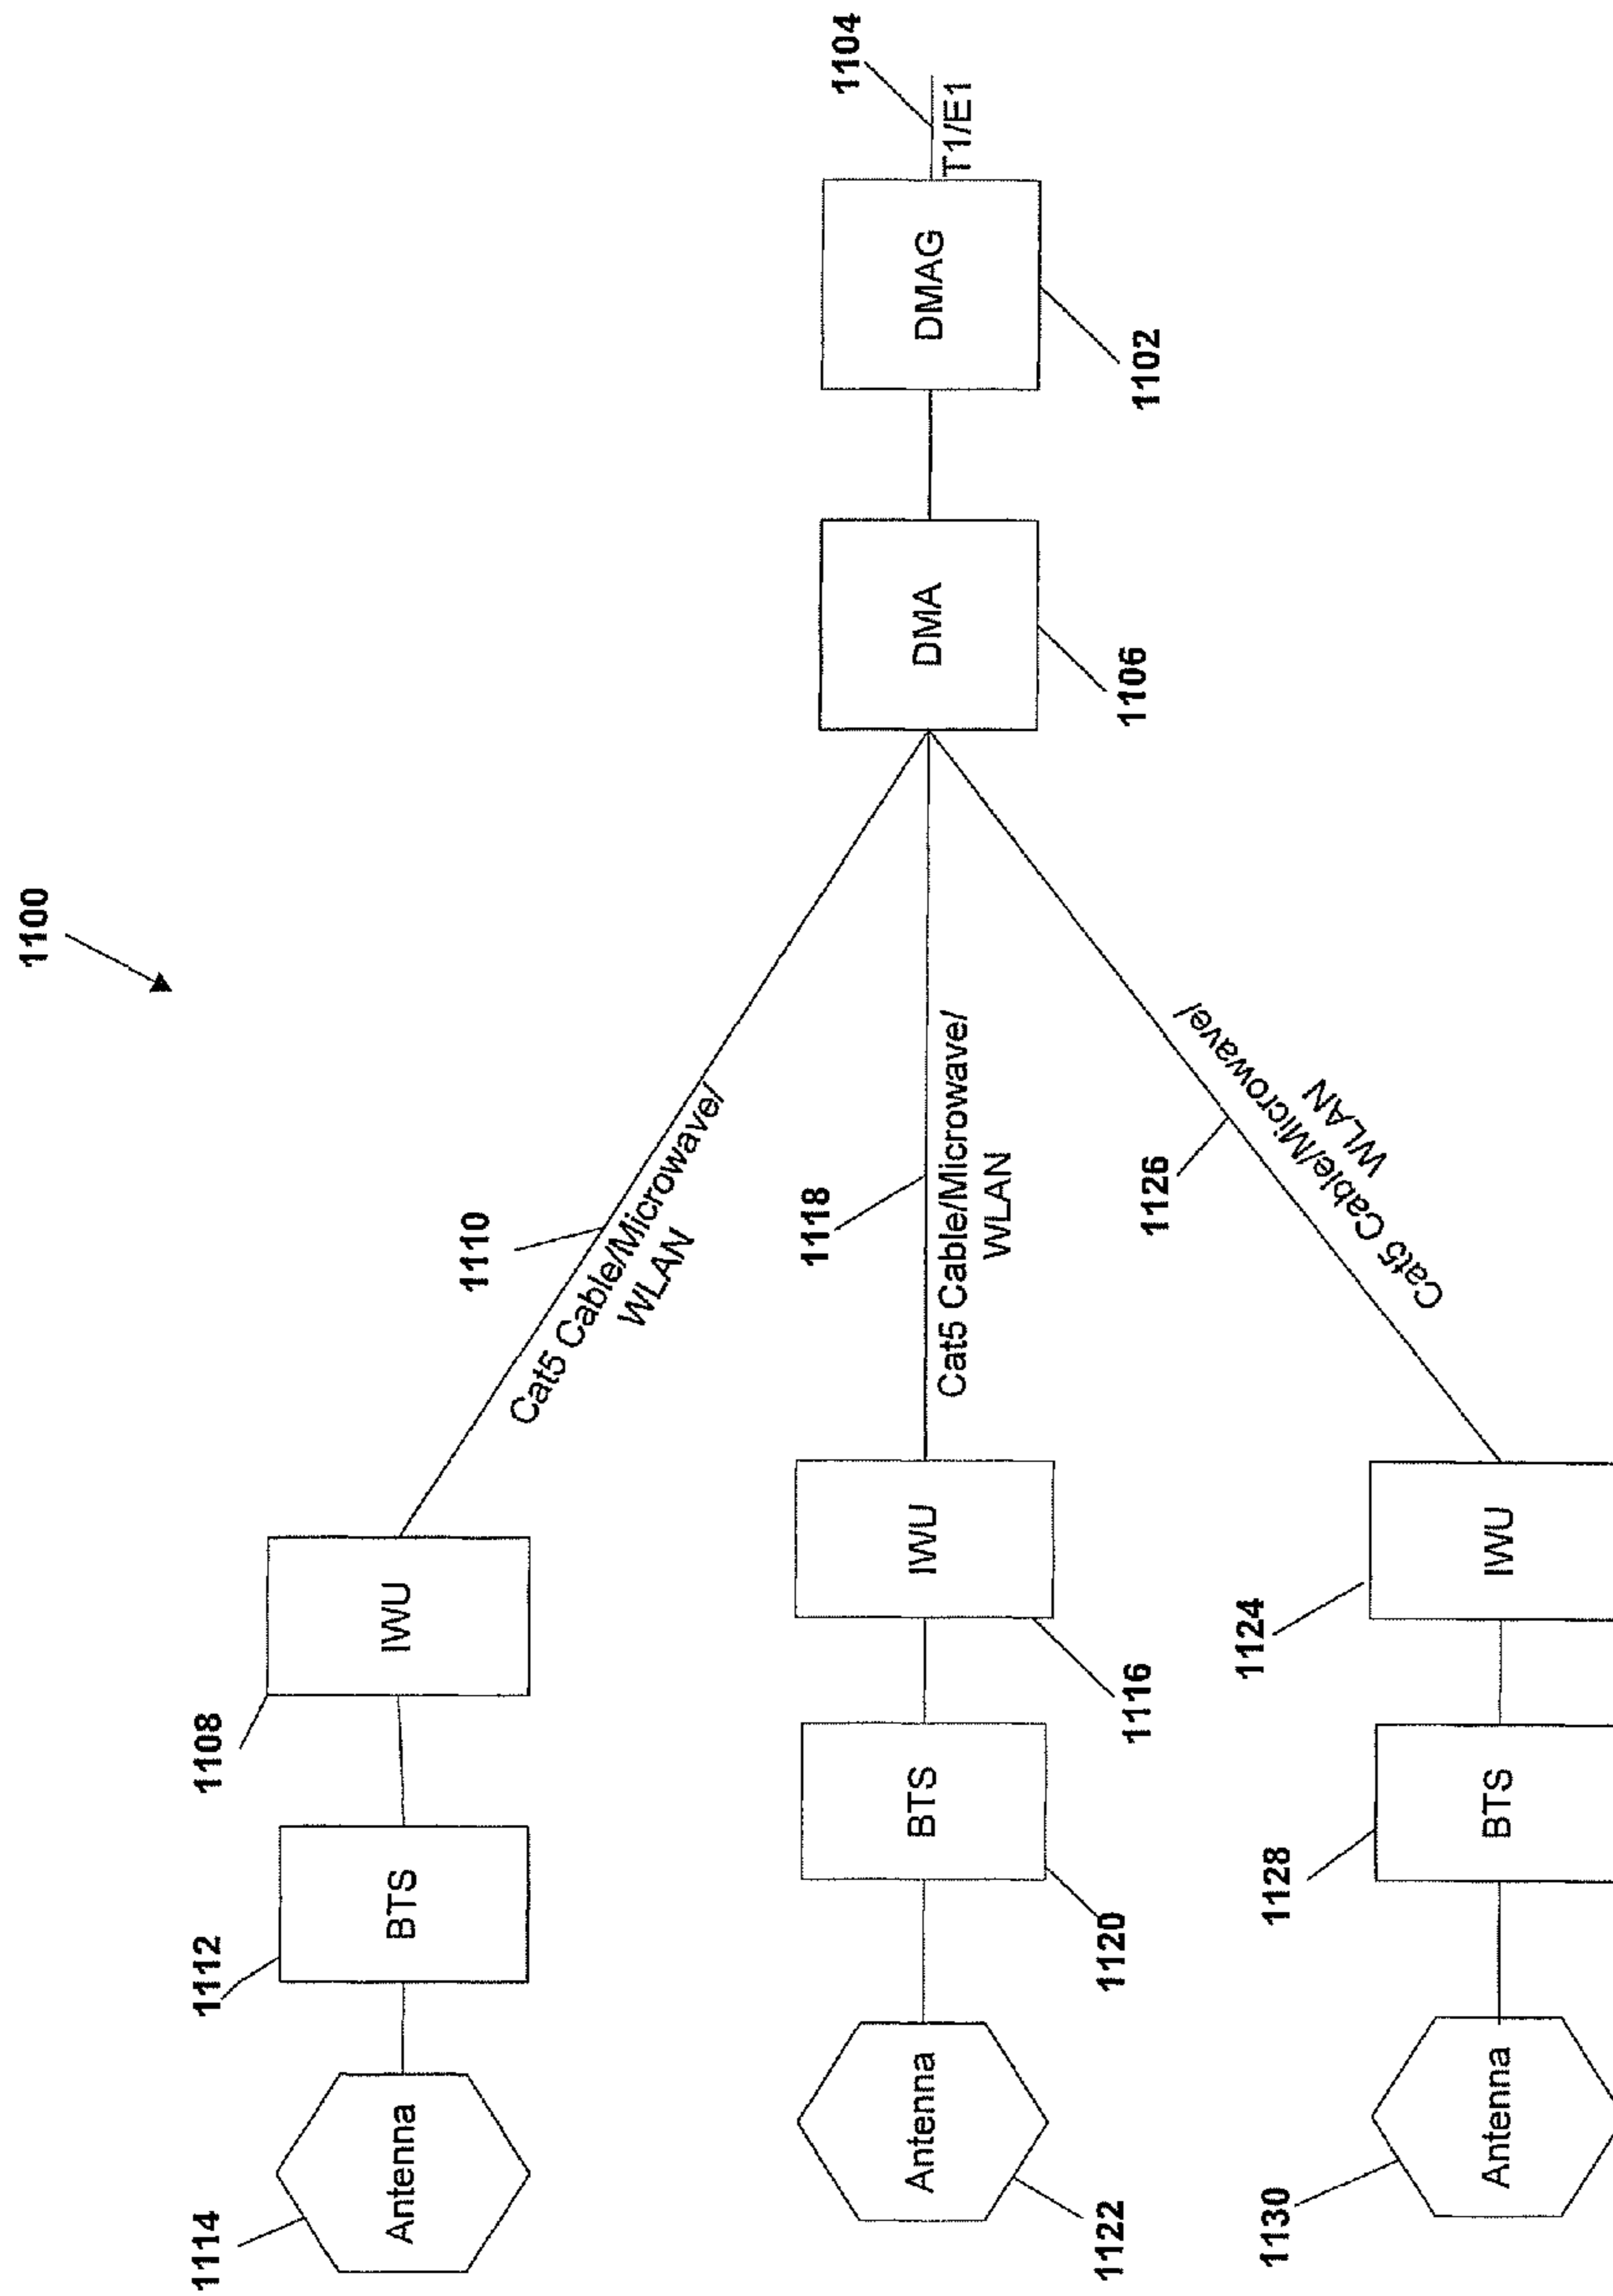 1100
1114
Antenna
1112
BTS
1108
IWU
1110
Cat5 Cable/Microwave/
WLAN
1122
Antenna
1120
BTS
1116
IWU
1118
Cat5 Cable/Microwave/
WLAN
1130
Antenna
1128
BTS
1124
IWU
1126
Cat5 Cable/Microwave/
WLAN
DMA
1106
DMAG
1102
1104
T1/E1